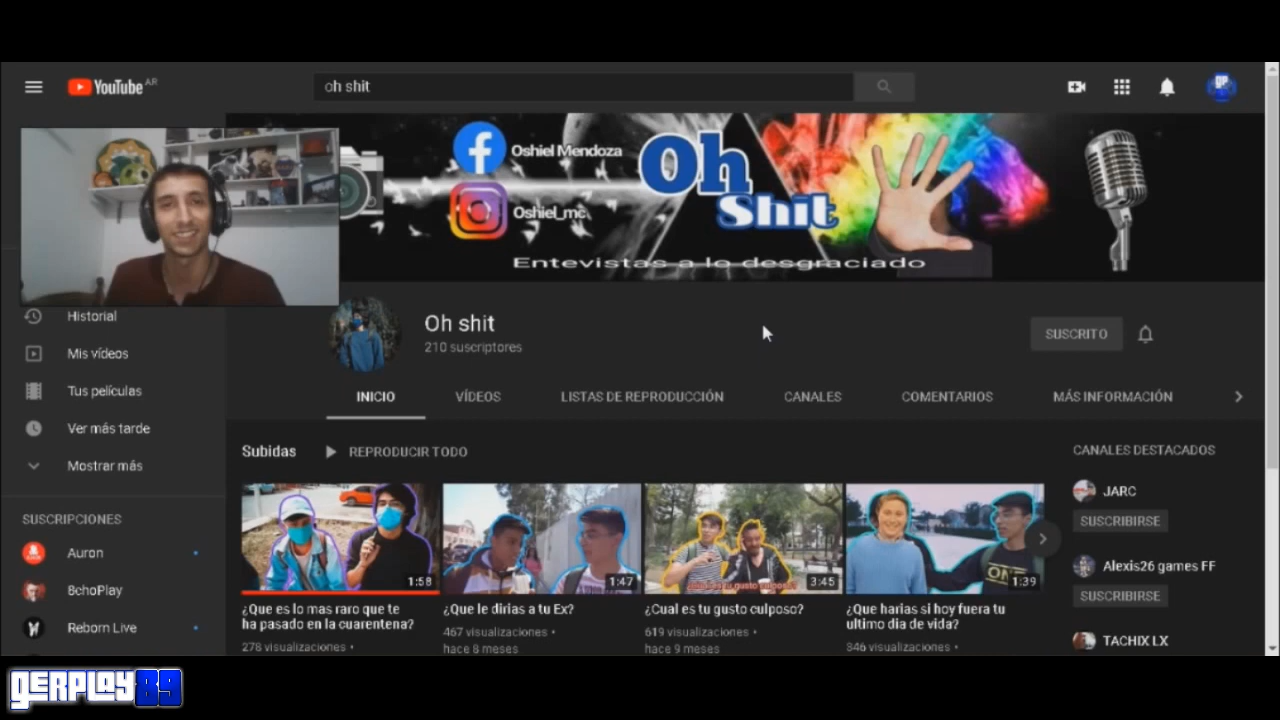 YouTube AR
oh shit
Oshiel Mendoza
Oh
Shit
Oshiel_mc
Entevistas a lo desgraciado
Historial
Mis vídeos
Tus películas
Ver más tarde
Mostrar más
SUSCRIPCIONES
Auron
8choPlay
Reborn Live
Oh shit
210 suscriptores
SUSCRITO
INICIO
VÍDEOS
LISTAS DE REPRODUCCIÓN
CANALES
COMENTARIOS
MÁS INFORMACIÓN
Subidas
REPRODUCIR TODO
1:58
¿Que es lo mas raro que te
ha pasado en la cuarentena?
278 visualizaciones •
1:47
¿Que le dirias a tu Ex?
467 visualizaciones •
hace 8 meses
3:45
¿Cual es tu gusto culposo?
619 visualizaciones •
hace 9 meses
ONE
1:39
¿Que harias si hoy fuera tu
ultimo dia de vida?
346 visualizaciones •
CANALES DESTACADOS
JARC
SUSCRIBIRSE
Alexis26 games FF
SUSCRIBIRSE
TACHIX LX
GERPLAY89